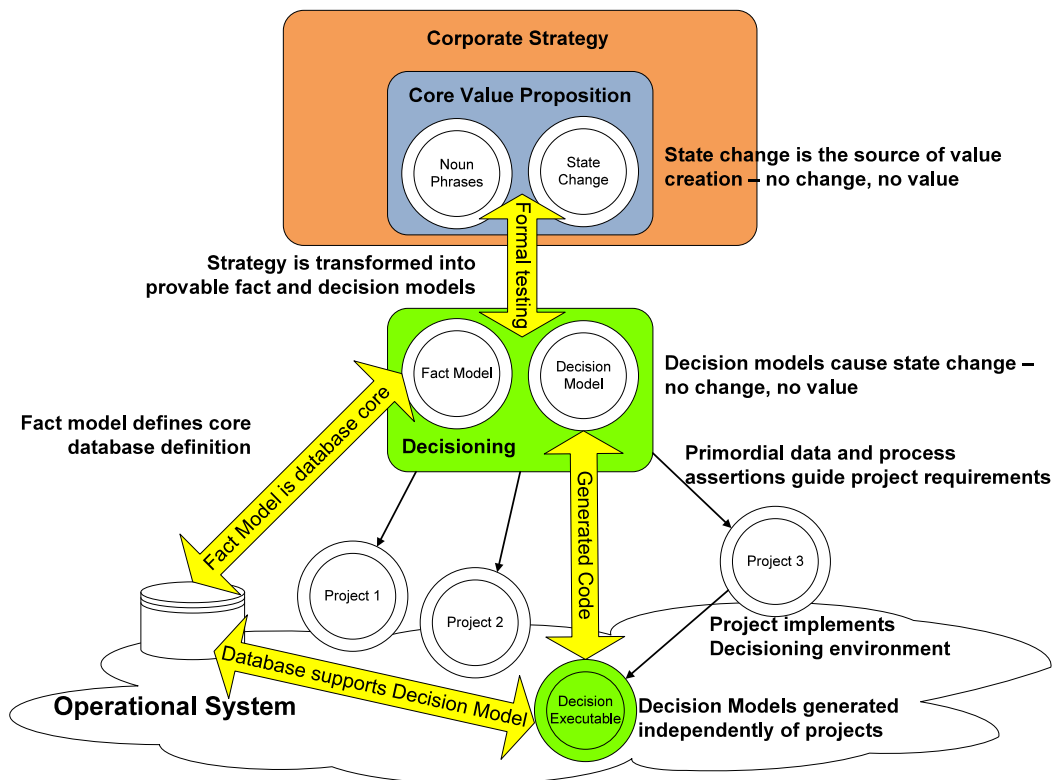 Corporate Strategy
Core Value Proposition
Noun
Phrases
State
Change
State change is the source of value
creation – no change, no value
Formal testing
Strategy is transformed into
provable fact and decision models
Fact Model
Decision
Model
Decisioning
Decision models cause state change –
no change, no value
Fact model defines core
database definition
Fact Model is database core
Generated Code
Primordial data and process
assertions guide project requirements
Project 1
Project 2
Project 3
Project implements
Decisioning environment
Database supports Decision Model
Operational System
Decision
Executable
Decision Models generated
independently of projects